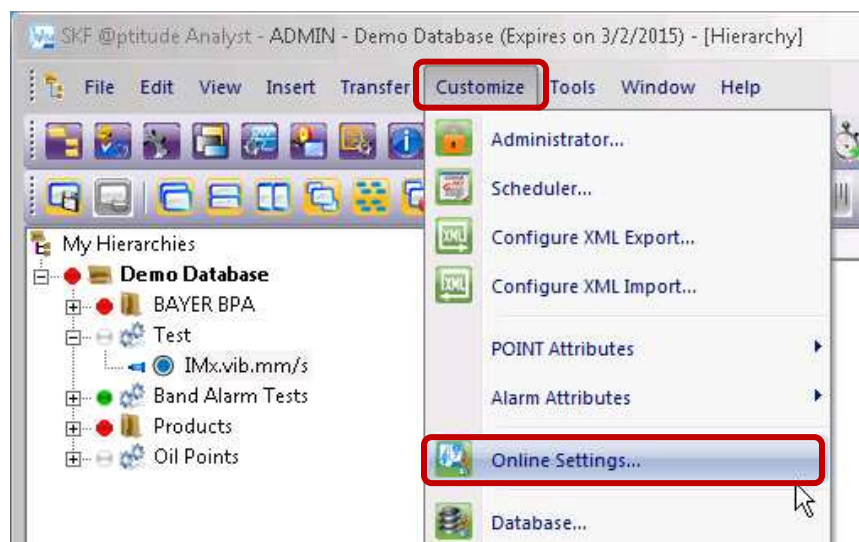 SKF @ptitude Analyst - ADMIN - Demo Database (Expires on 3/2/2015) - [Hierarchy]
File Edit View Insert Transfer Customize Tools Window Help
Administrator...
Scheduler...
XML Configure XML Export...
XML Configure XML Import...
POINT Attributes
Alarm Attributes
Online Settings...
Database...
My Hierarchies
Demo Database
BAYER BPA
Test
IMx.vib.mm/s
Band Alarm Tests
Products
Oil Points